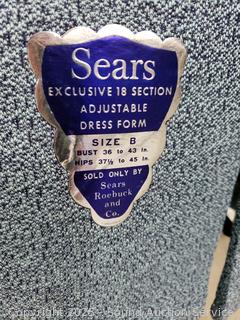 Sears
EXCLUSIVE 18 SECTION
ADJUSTABLE
DRESS FORM
SIZE B
BUST 36 to 43 In.
HIPS 37½ to 45 In.
SOLD ONLY BY
Sears
Roebuck
and
Co.
Copyright 2025 - Sound Auction Service